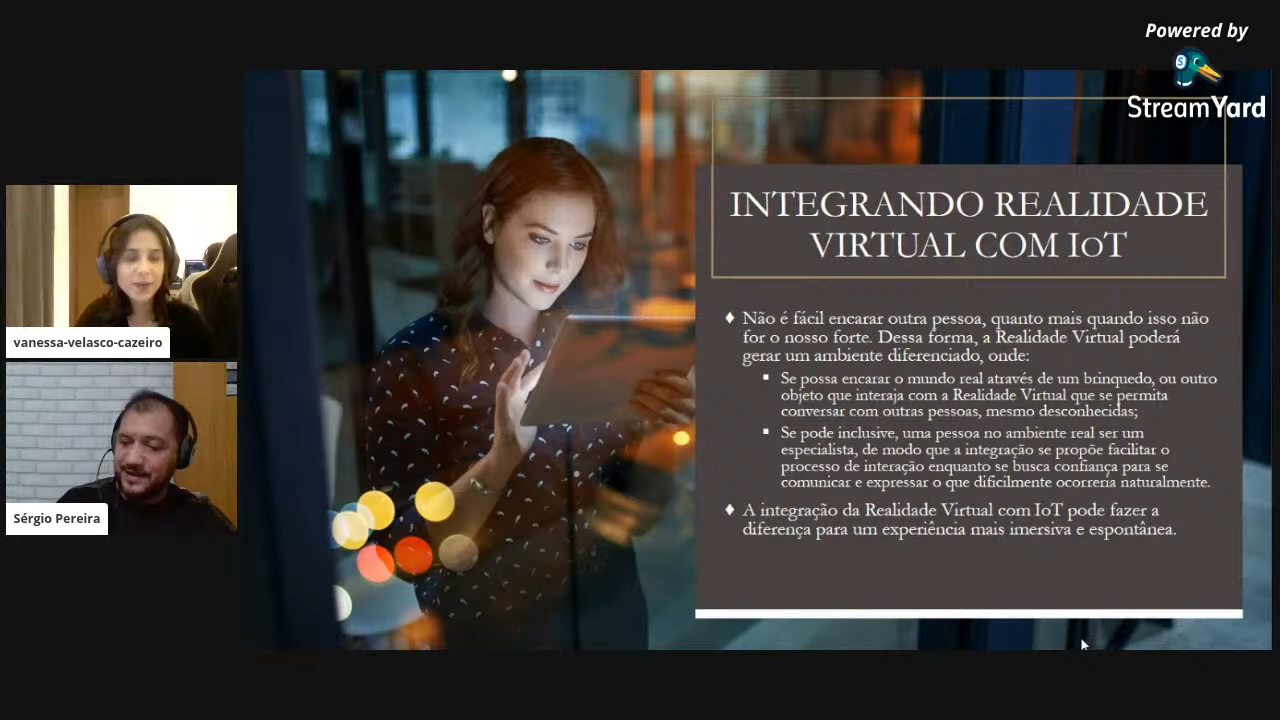 Powered by
StreamYard
INTEGRANDO REALIDADE
VIRTUAL COM IoT
Não é fácil encarar outra pessoa, quanto mais quando isso não
for o nosso forte. Dessa forma, a Realidade Virtual poderá
gerar um ambiente diferenciado, onde:
Se possa encarar o mundo real através de um brinquedo, ou outro
objeto que interaja com a Realidade Virtual que se permita
conversar com outras pessoas, mesmo desconhecidas;
Se pode inclusive, uma pessoa no ambiente real ser um
especialista, de modo que a integração se propõe facilitar o
processo de interação enquanto se busca confiança para se
comunicar e expressar o que dificilmente ocorreria naturalmente.
A integração da Realidade Virtual com IoT pode fazer a
diferença para um experiência mais imersiva e espontânea.
vanessa-velasco-cazeiro
Sérgio Pereira